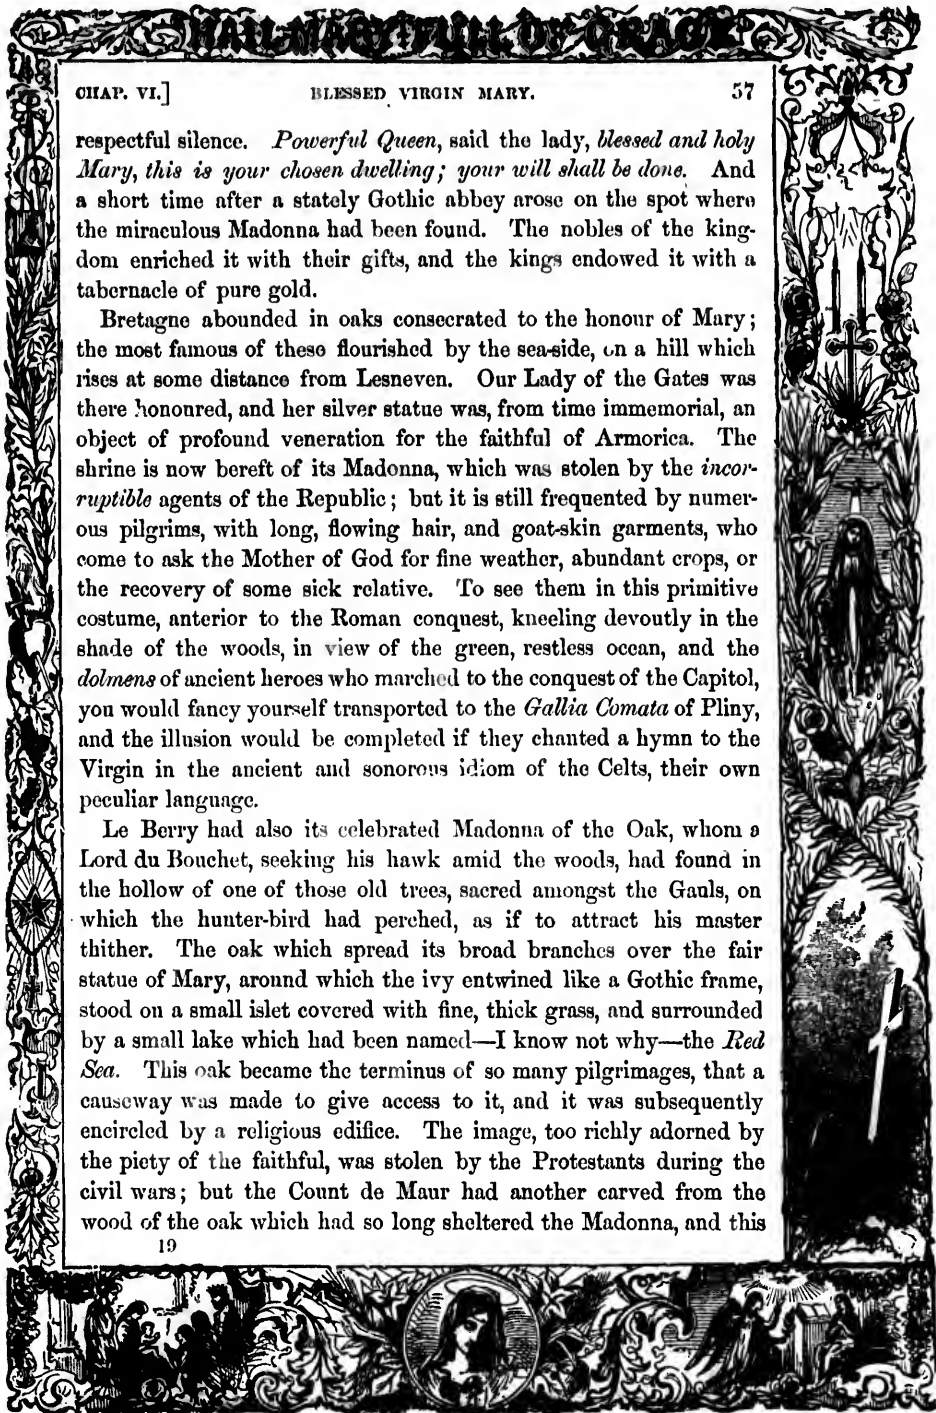 HAIL MARY FULL OF GRACE
CHAP. VI.] BLESSED VIRGIN MARY. 57
respectful silence. Powerful Queen, said the lady, blessed and holy
Mary, this is your chosen dwelling; your will shall be done. And
a short time after a stately Gothic abbey arose on the spot where
the miraculous Madonna had been found. The nobles of the king-
dom enriched it with their gifts, and the kings endowed it with a
tabernacle of pure gold.
Bretagne abounded in oaks consecrated to the honour of Mary;
the most famous of these flourished by the sea-side, on a hill which
rises at some distance from Lesneven. Our Lady of the Gates was
there honoured, and her silver statue was, from time immemorial, an
object of profound veneration for the faithful of Armorica. The
shrine is now bereft of its Madonna, which was stolen by the incor-
ruptible agents of the Republic; but it is still frequented by numer-
ous pilgrims, with long, flowing hair, and goat-skin garments, who
come to ask the Mother of God for fine weather, abundant crops, or
the recovery of some sick relative. To see them in this primitive
costume, anterior to the Roman conquest, kneeling devoutly in the
shade of the woods, in view of the green, restless ocean, and the
dolmens of ancient heroes who marched to the conquest of the Capitol,
you would fancy yourself transported to the Gallia Comata of Pliny,
and the illusion would be completed if they chanted a hymn to the
Virgin in the ancient and sonorous idiom of the Celts, their own
peculiar language.
Le Berry had also its celebrated Madonna of the Oak, whom a
Lord du Bouchet, seeking his hawk amid the woods, had found in
the hollow of one of those old trees, sacred amongst the Gauls, on
which the hunter-bird had perched, as if to attract his master
thither. The oak which spread its broad branches over the fair
statue of Mary, around which the ivy entwined like a Gothic frame,
stood on a small islet covered with fine, thick grass, and surrounded
by a small lake which had been named—I know not why—the Red
Sea. This oak became the terminus of so many pilgrimages, that a
causeway was made to give access to it, and it was subsequently
encircled by a religious edifice. The image, too richly adorned by
the piety of the faithful, was stolen by the Protestants during the
civil wars; but the Count de Maur had another carved from the
wood of the oak which had so long sheltered the Madonna, and this
19